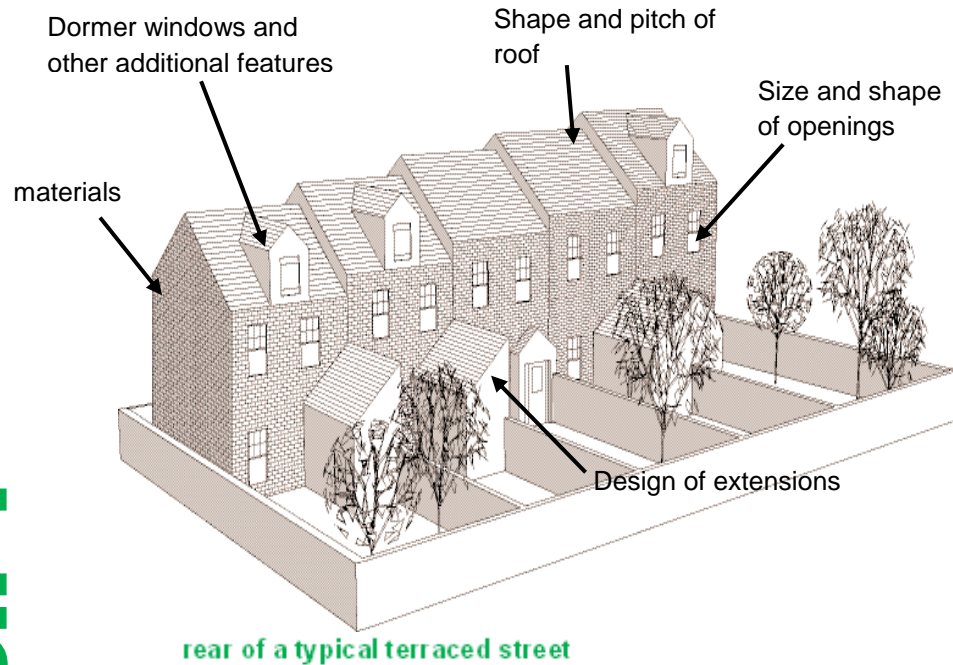 Dormer windows and
other additional features
Shape and pitch of
roof
Size and shape
of openings
materials
Design of extensions
rear of a typical terraced street